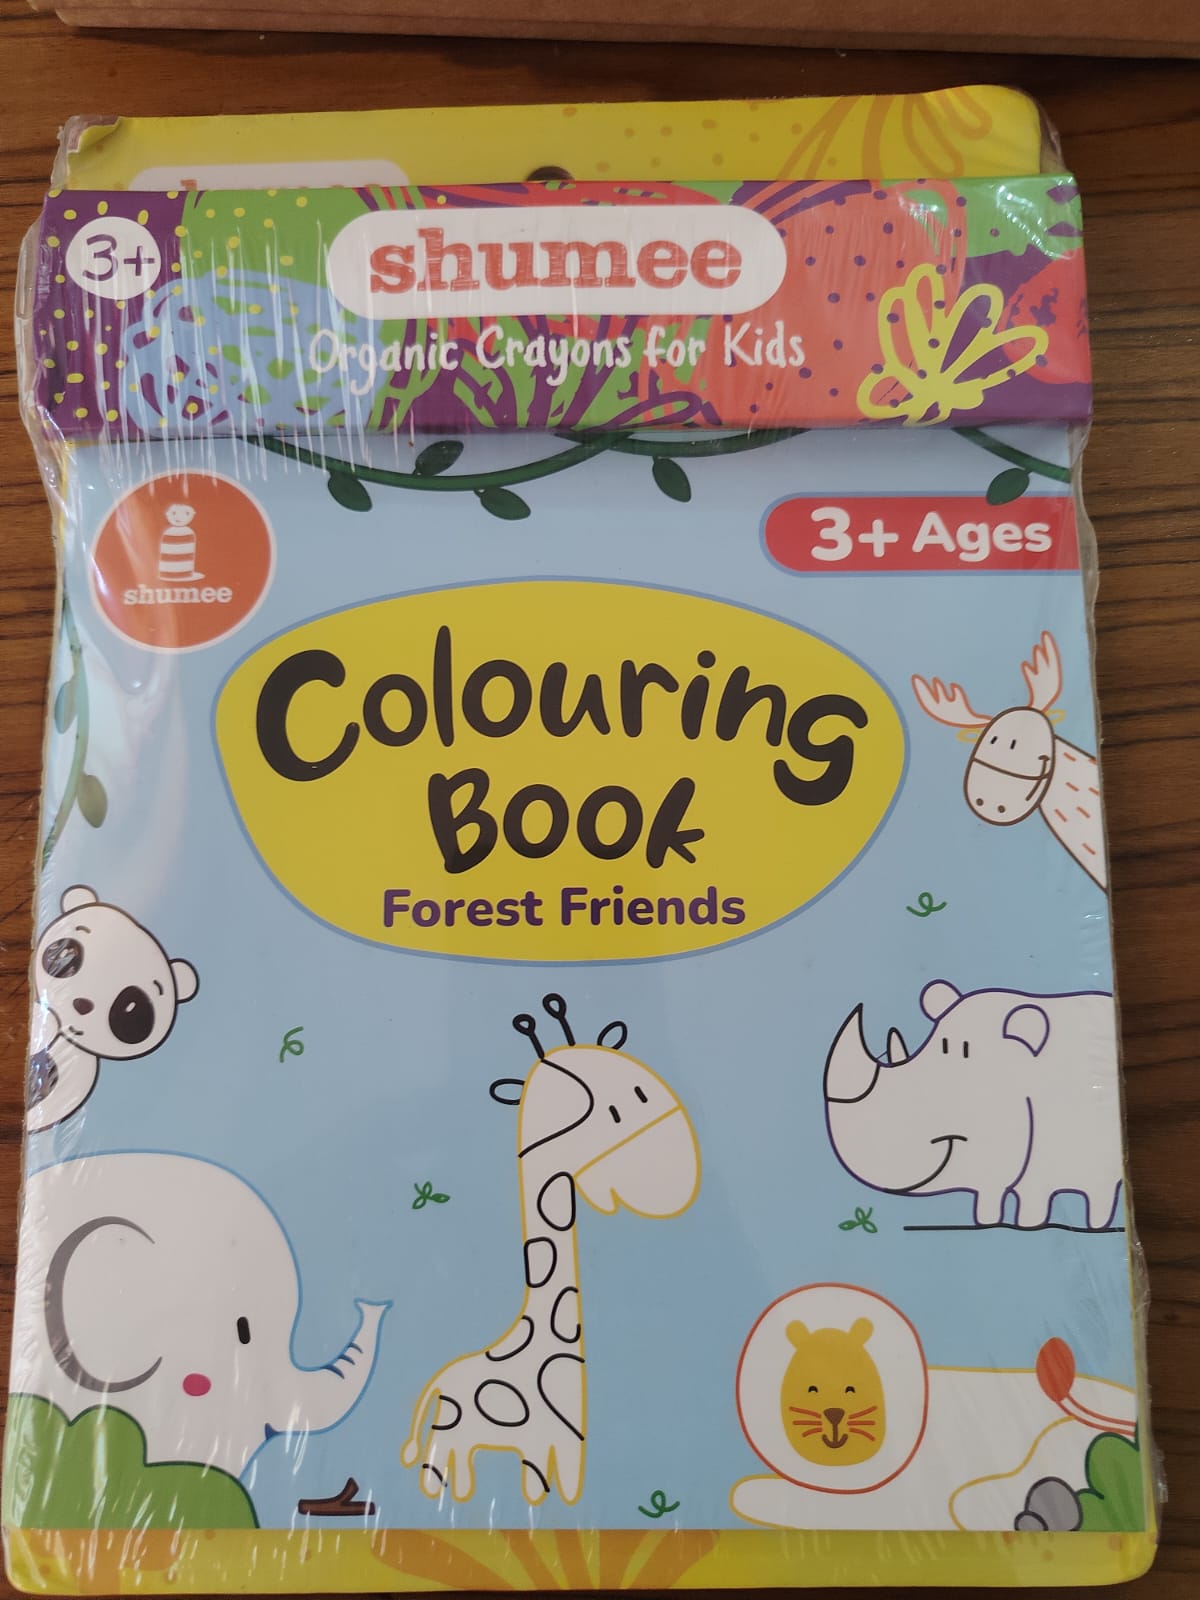 3+
shumee
Organic Crayons for Kids
shumee
3+ Ages
Colouring
Book
Forest Friends